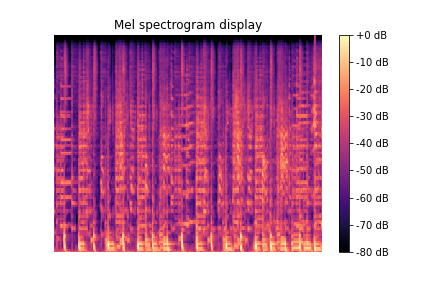 Mel spectrogram display
+0 dB
-10 dB
-20 dB
-30 dB
-40 dB
-50 dB
-60 dB
-70 dB
-80 dB